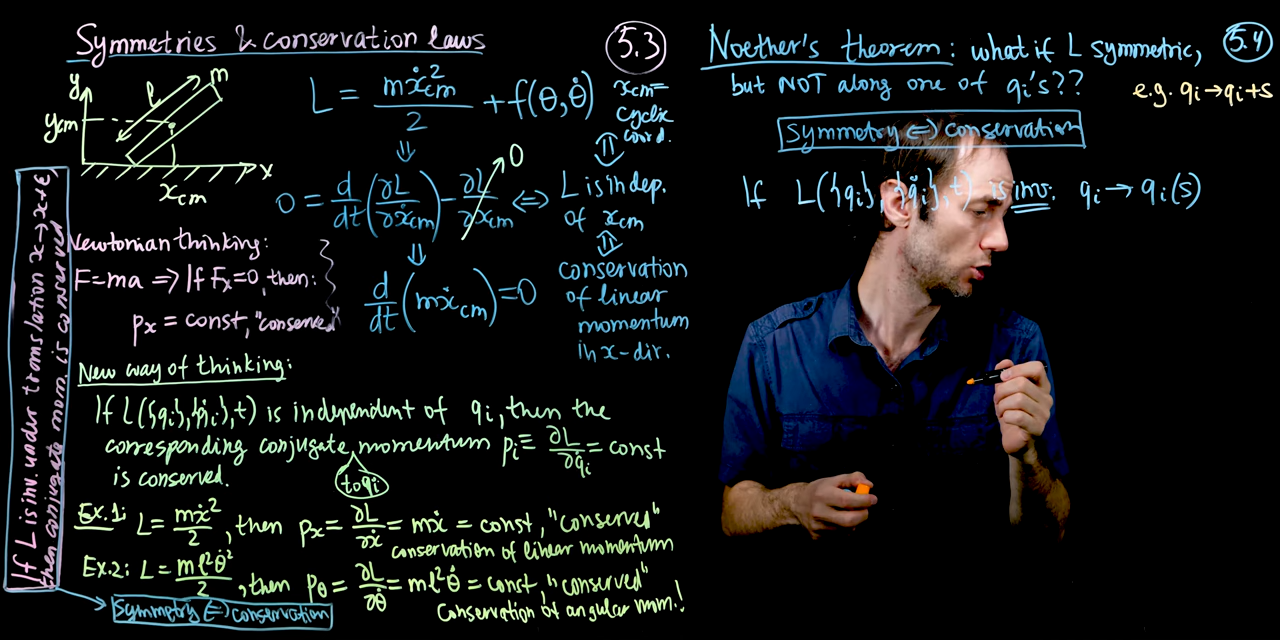 Symmetries & conservation laws
5.3
y
l
m
ycm
x
xcm
L = mẋ²cm / 2 + f(θ,θ̇)
xcm = cyclic coord.
⇓
⇕
0 = d/dt (∂L/∂ẋcm) - ∂L/∂xcm ⇔ L is indep. of xcm
0
⇓
⇕
d/dt (mẋcm) = 0
conservation
of linear
momentum
in x-dir.
If L is inv. under translation x→x+ε,
then conjugate mom. is conserved
Newtonian thinking:
F=ma => If Fx=0, then:
px = const, "conserved"
New way of thinking:
If L({qi},{q̇i},t) is independent of qi, then the
corresponding conjugate momentum pi ≡ ∂L/∂q̇i = const
is conserved.
to qi
Ex.1: L = mẋ²/2, then px = ∂L/∂ẋ = mẋ = const, "conserved"
conservation of linear momentum
Ex.2: L = ml²θ̇²/2, then pθ = ∂L/∂θ̇ = ml²θ̇ = const, "conserved"
Conservation of angular mom.!
Symmetry ⇔ conservation
Noether's theorem: what if L symmetric,
5.4
but NOT along one of qi's??
e.g. qi→qi+s
Symmetry ⇔ conservation
If L({qi},{q̇i},t) is inv: qi → qi(s)